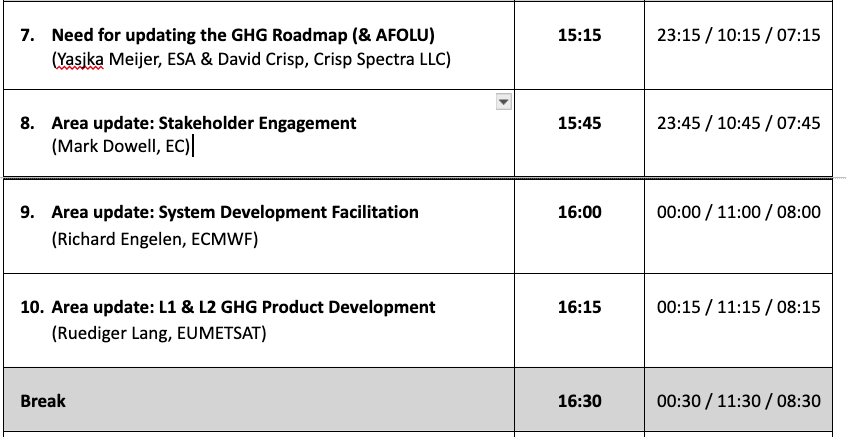 7. Need for updating the GHG Roadmap (& AFOLU) 15:15 23:15 / 10:15 / 07:15
(Yasjka Meijer, ESA & David Crisp, Crisp Spectra LLC)
8. Area update: Stakeholder Engagement 15:45 23:45 / 10:45 / 07:45
(Mark Dowell, EC)
9. Area update: System Development Facilitation 16:00 00:00 / 11:00 / 08:00
(Richard Engelen, ECMWF)
10. Area update: L1 & L2 GHG Product Development 16:15 00:15 / 11:15 / 08:15
(Ruediger Lang, EUMETSAT)
Break 16:30 00:30 / 11:30 / 08:30